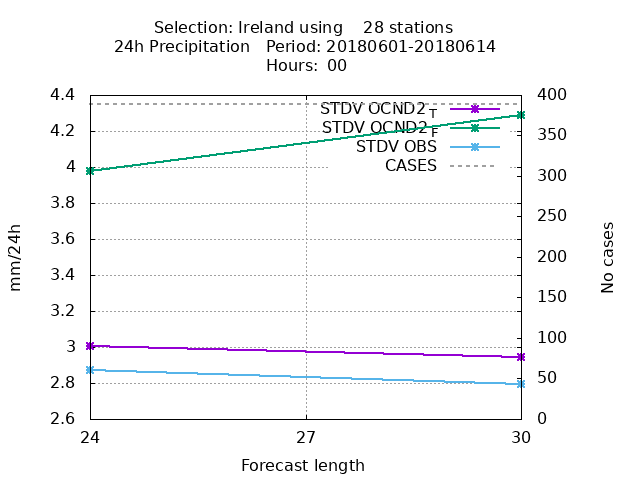 Selection: Ireland using 28 stations
24h Precipitation Period: 20180601-20180614
Hours: 00
4.4
4.2
4
3.8
3.6
3.4
3.2
3
2.8
2.6
mm/24h
STDV OCND2_T
STDV OCND2_F
STDV OBS
CASES
400
350
300
250
200
150
100
50
0
No cases
24
27
30
Forecast length